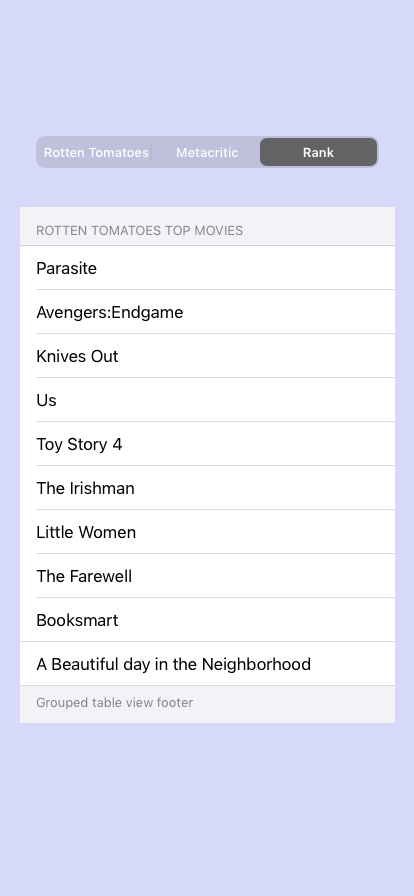 Rotten Tomatoes Metacritic Rank
ROTTEN TOMATOES TOP MOVIES
Parasite
Avengers:Endgame
Knives Out
Us
Toy Story 4
The Irishman
Little Women
The Farewell
Booksmart
A Beautiful day in the Neighborhood
Grouped table view footer